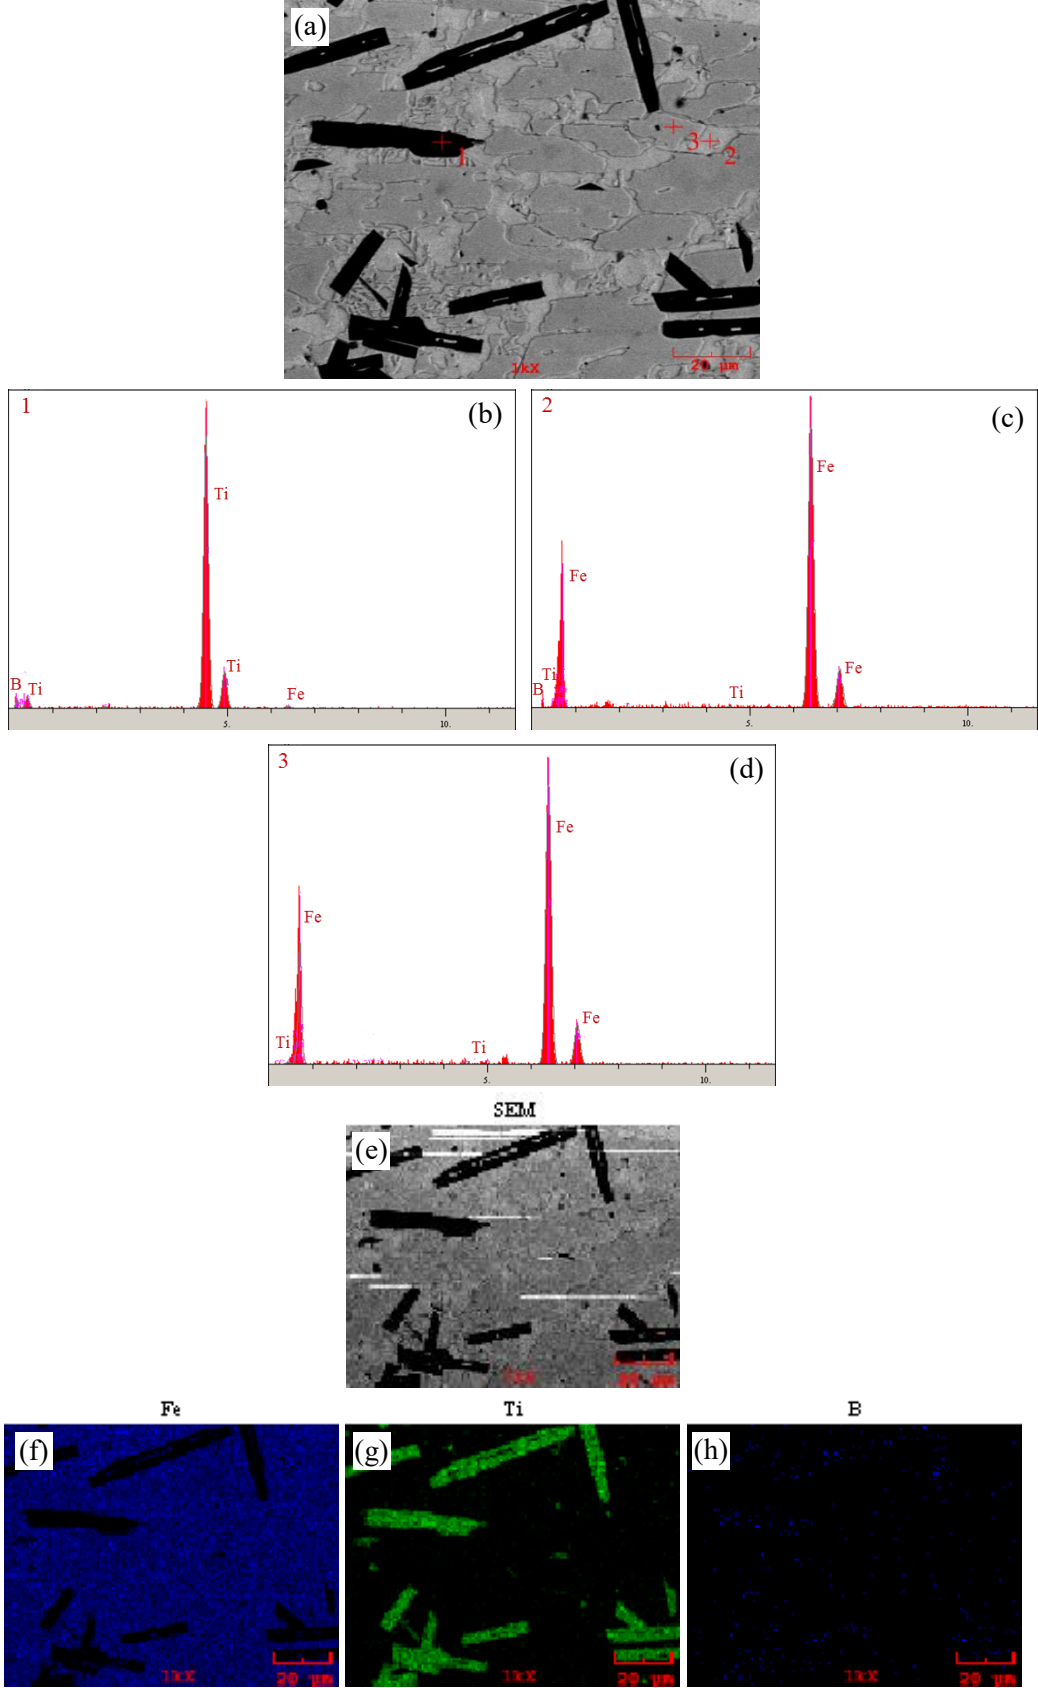 (a)
1
3
2
1kX
20 μm
1
(b)
Ti
Ti
B
Ti
Fe
5.
10.
2
(c)
Fe
Fe
Ti
B
Ti
Fe
5.
10.
3
(d)
Fe
Fe
Fe
Ti
Ti
5.
10.
SEM
(e)
Fe
Ti
B
(f)
(g)
(h)
1kX
20 μm
1kX
20 μm
1kX
20 μm